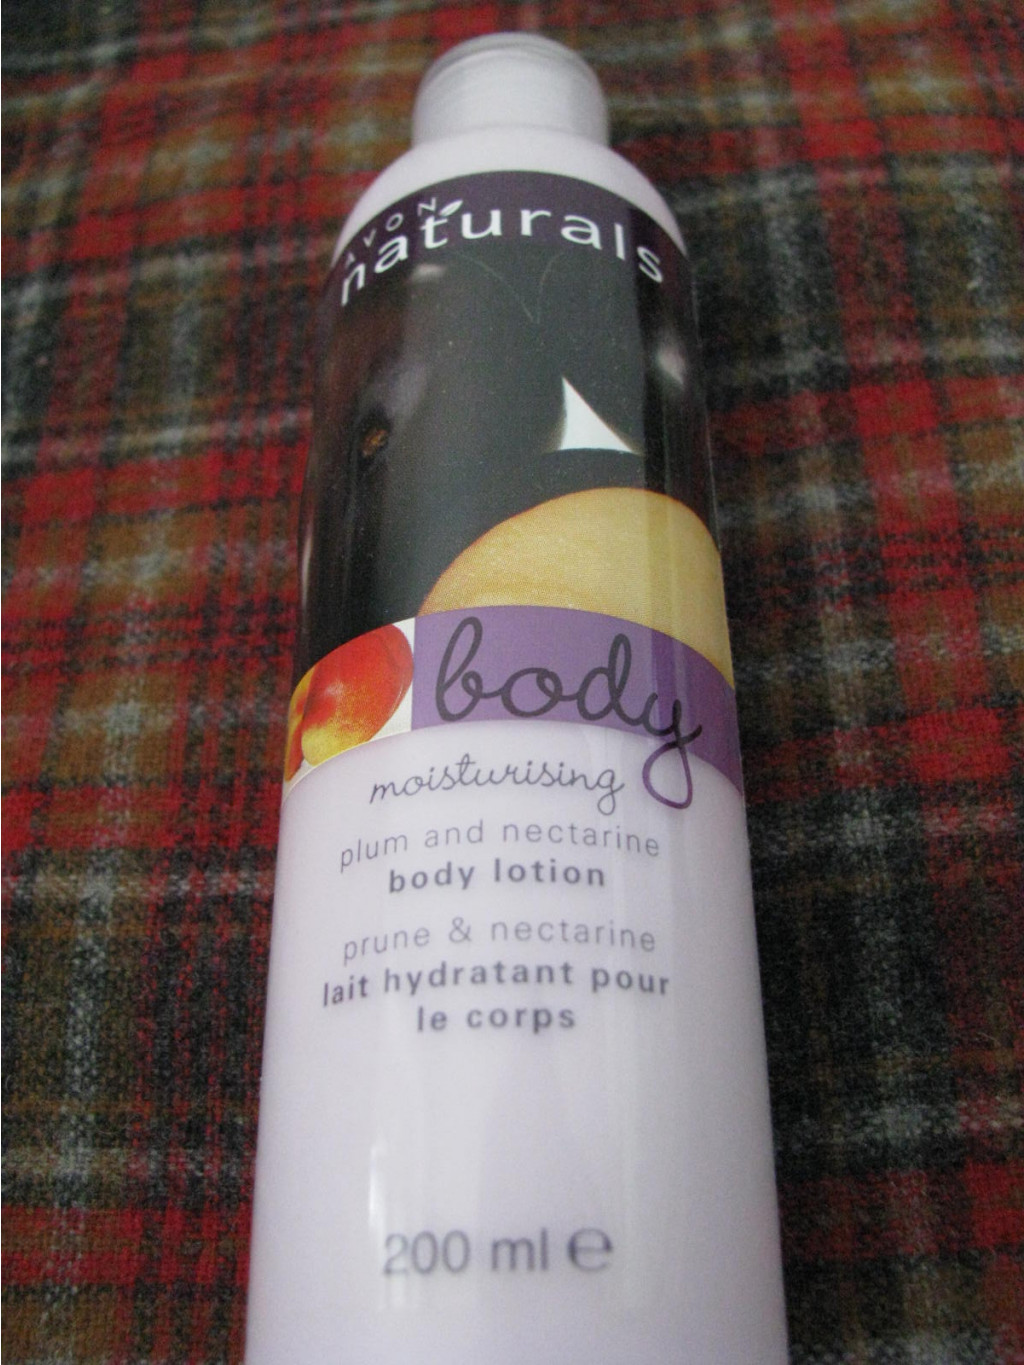 AVON
naturals
body
moisturising
plum and nectarine
body lotion
prune & nectarine
lait hydratant pour
le corps
200 ml ℮